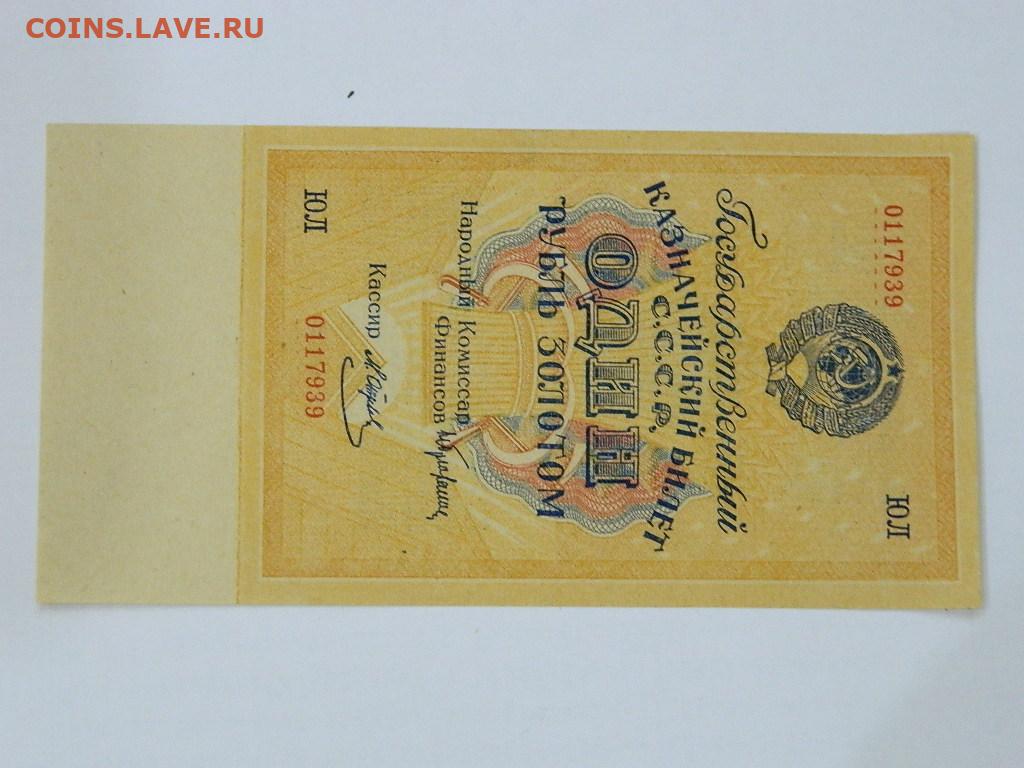 COINS.LAVE.RU
0117939
ЮЛ
Государственный
КАЗНАЧЕЙСКИЙ БИЛЕТ
С.С.С.Р.
ОДИН
РУБЛЬ ЗОЛОТОМ
Народный Комиссар
Финансов
Кассир
ЮЛ
0117939